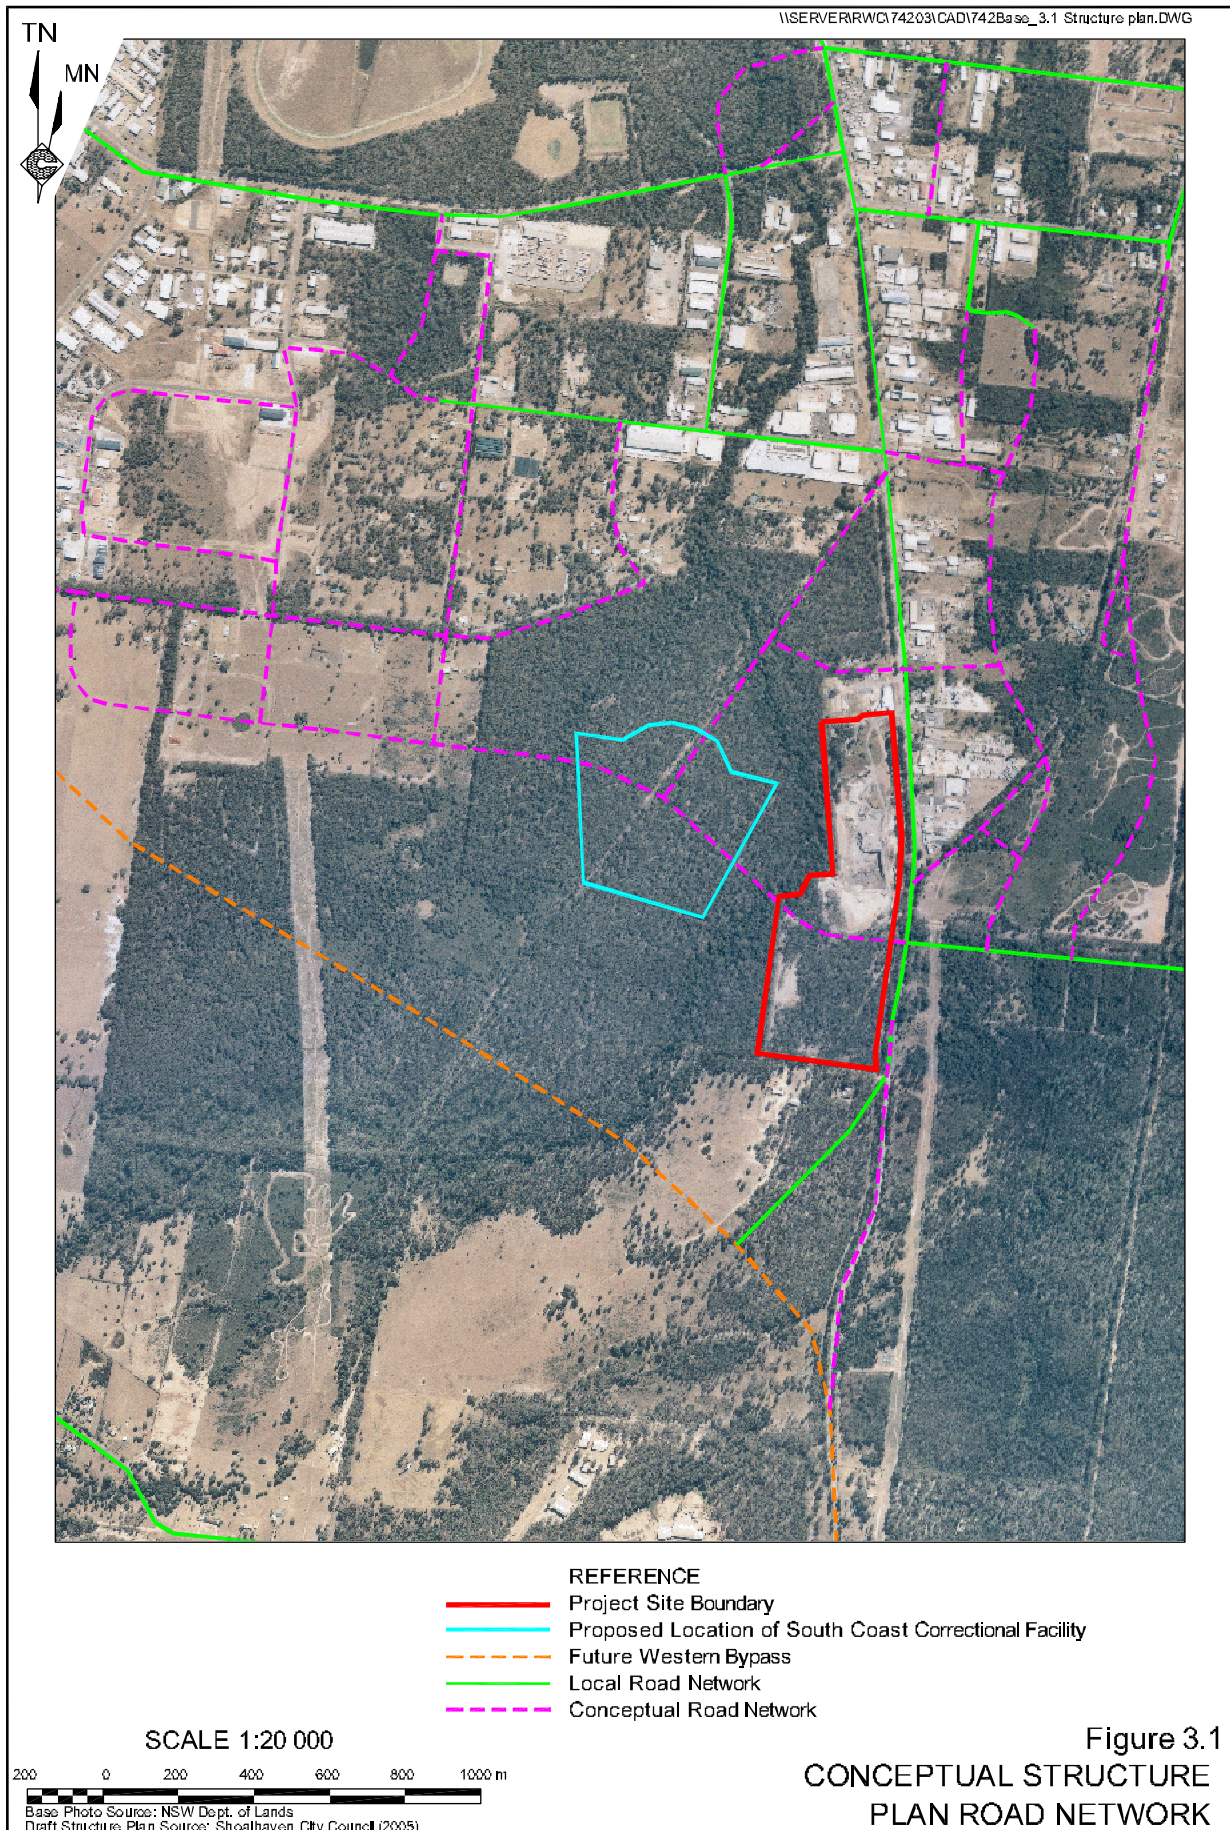 \\SERVER\RWC\74203\CAD\742Base_3.1 Structure plan.DWG
TN
MN
REFERENCE
Project Site Boundary
Proposed Location of South Coast Correctional Facility
Future Western Bypass
Local Road Network
Conceptual Road Network
SCALE 1:20 000
200 0 200 400 600 800 1000 m
Base Photo Source: NSW Dept. of Lands
Draft Structure Plan Source: Shoalhaven City Council (2005)
Figure 3.1
CONCEPTUAL STRUCTURE
PLAN ROAD NETWORK